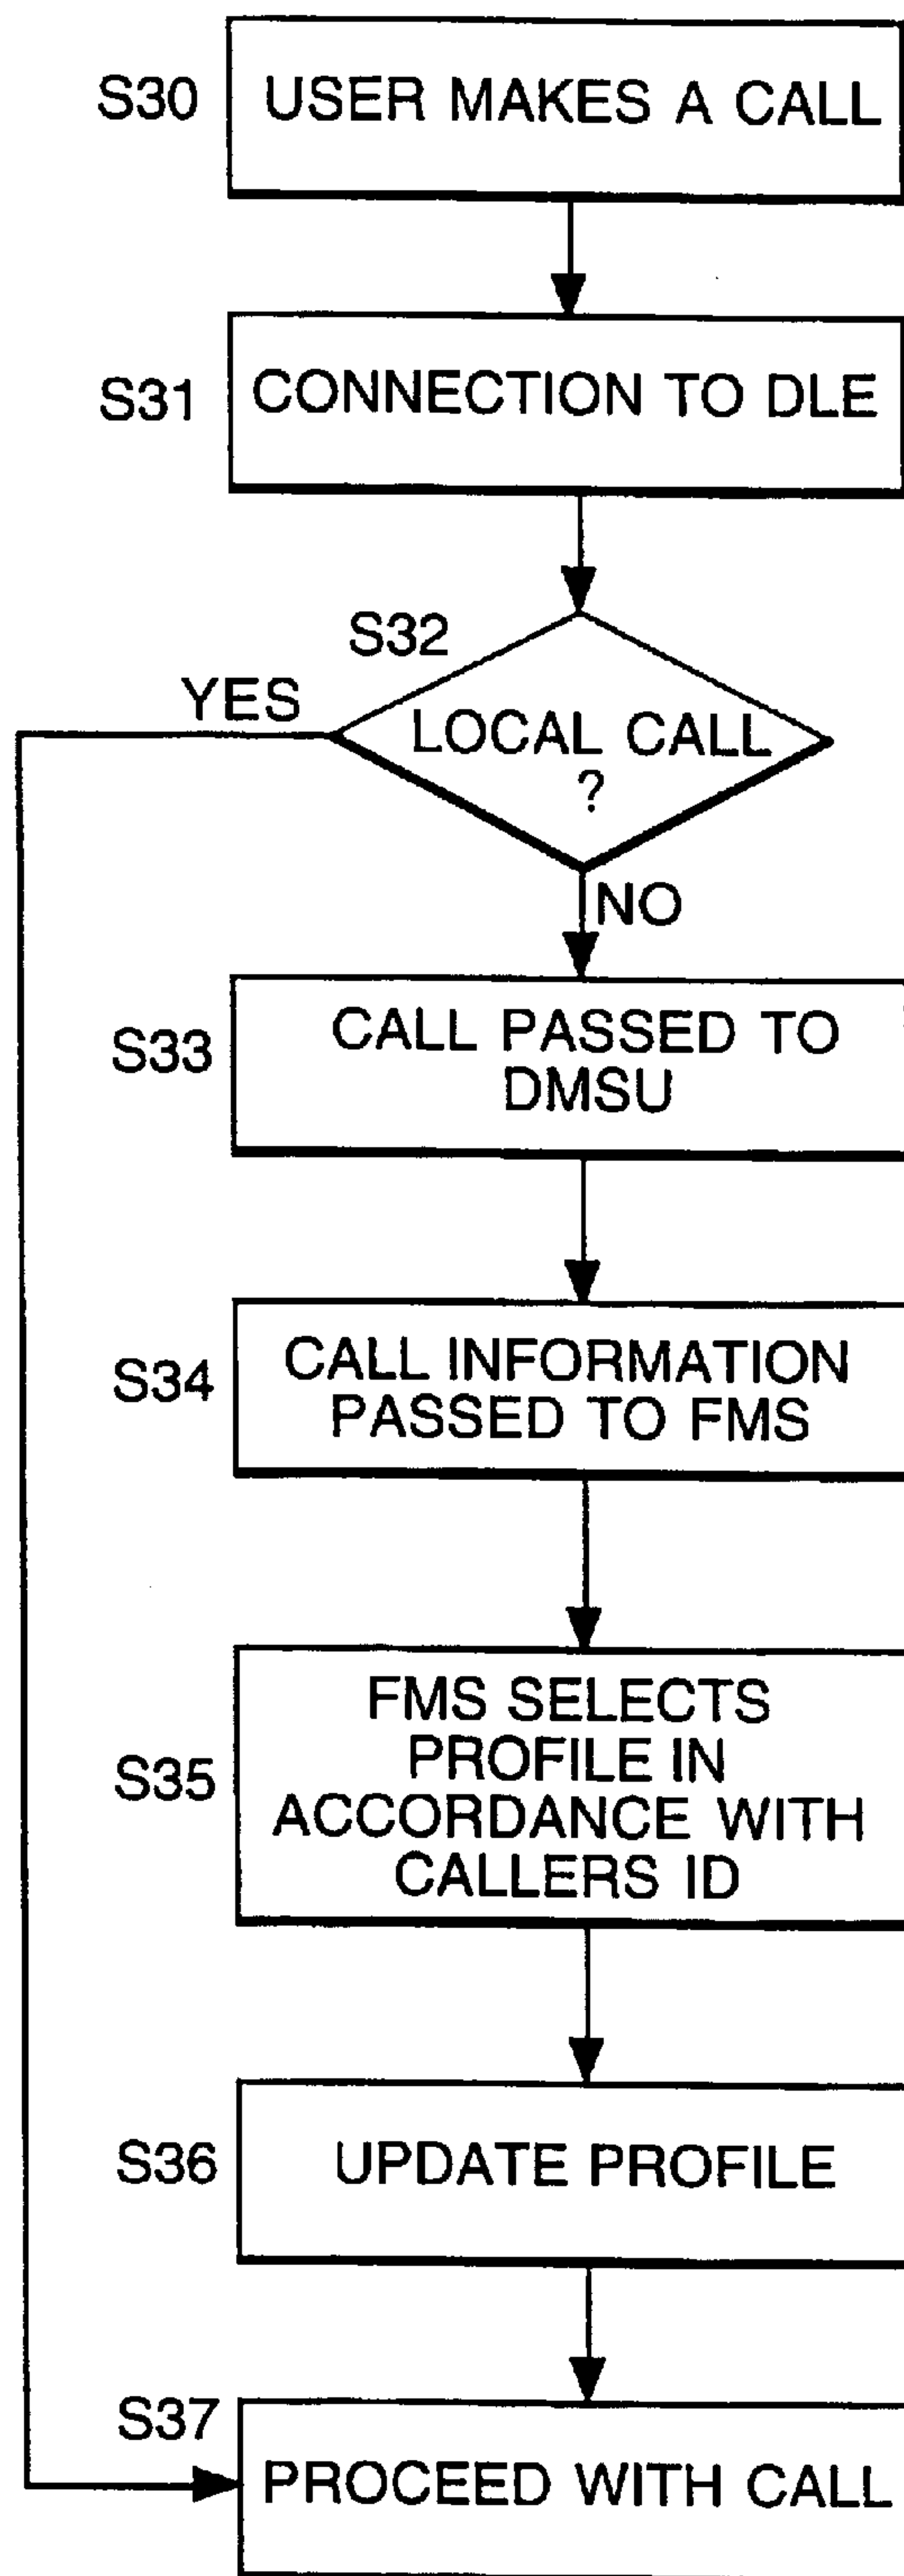 S30
USER MAKES A CALL
S31
CONNECTION TO DLE
S32
YES
LOCAL CALL
?
NO
S33
CALL PASSED TO
DMSU
S34
CALL INFORMATION
PASSED TO FMS
S35
FMS SELECTS
PROFILE IN
ACCORDANCE WITH
CALLERS ID
S36
UPDATE PROFILE
S37
PROCEED WITH CALL